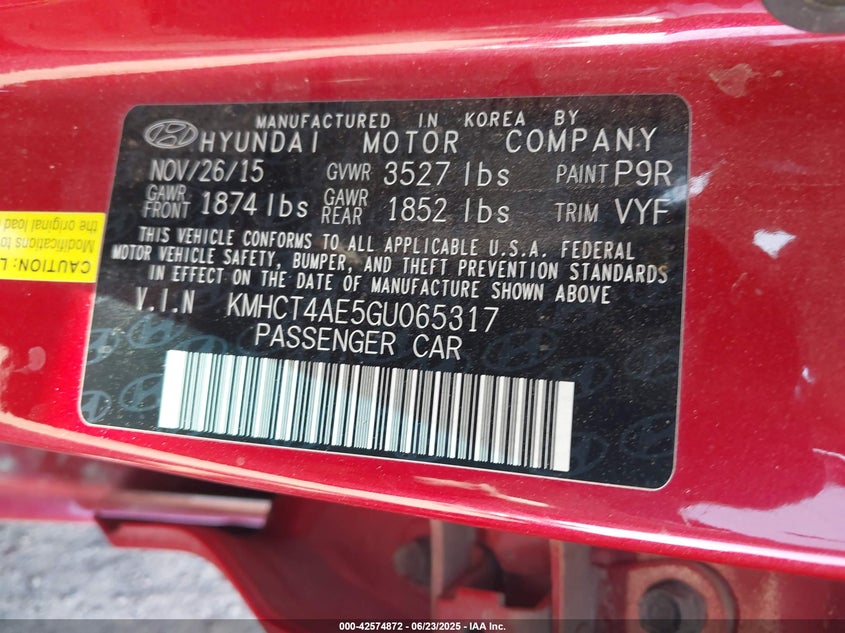 MANUFACTURED IN KOREA BY
HYUNDAI MOTOR COMPANY
NOV/26/15 GVWR 3527 lbs PAINT P9R
GAWR FRONT 1874 lbs GAWR REAR 1852 lbs TRIM VYF
THIS VEHICLE CONFORMS TO ALL APPLICABLE U.S.A. FEDERAL
MOTOR VEHICLE SAFETY, BUMPER, AND THEFT PREVENTION STANDARDS
IN EFFECT ON THE DATE OF MANUFACTURE SHOWN ABOVE
V.I.N KMHCT4AE5GU065317
PASSENGER CAR
CAUTION: L
Modifications to
the original load
000-42574872 - 06/23/2025 - IAAI.com